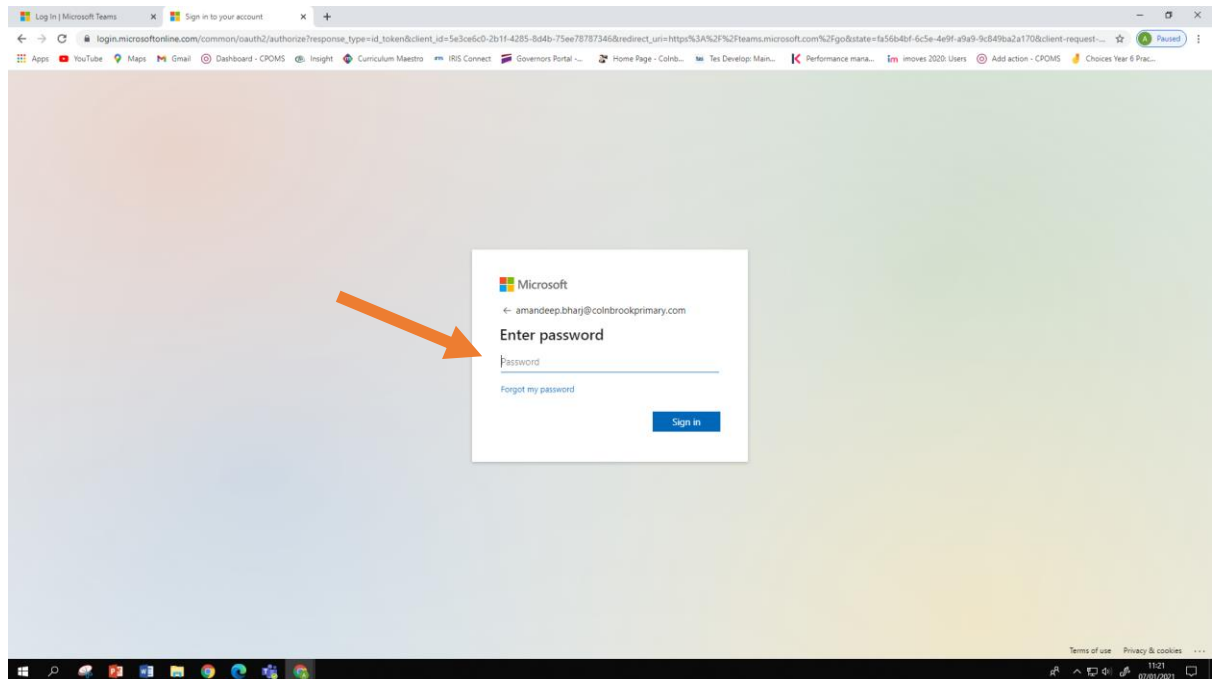 Log In | Microsoft Teams
Sign in to your account
login.microsoftonline.com/common/oauth2/authorize?response_type=id_token&client_id=5e3ce6c0-2b1f-4285-8d4b-75ee78787346&redirect_uri=https%3A%2F%2Fteams.microsoft.com%2Fgo&state=fa56b4bf-6c5e-4e9f-a9a9-9c849ba2a170&client-request-...
A Paused
Apps YouTube Maps Gmail Dashboard - CPOMS Insight Curriculum Maestro IRIS Connect Governors Portal -... Home Page - Colnb... Tes Develop: Main... Performance mana... imoves 2020: Users Add action - CPOMS Choices Year 6 Prac...
Microsoft
amandeep.bharj@colnbrookprimary.com
Enter password
Password
Forgot my password
Sign in
Terms of use Privacy & cookies ...
11:21
07/01/2021